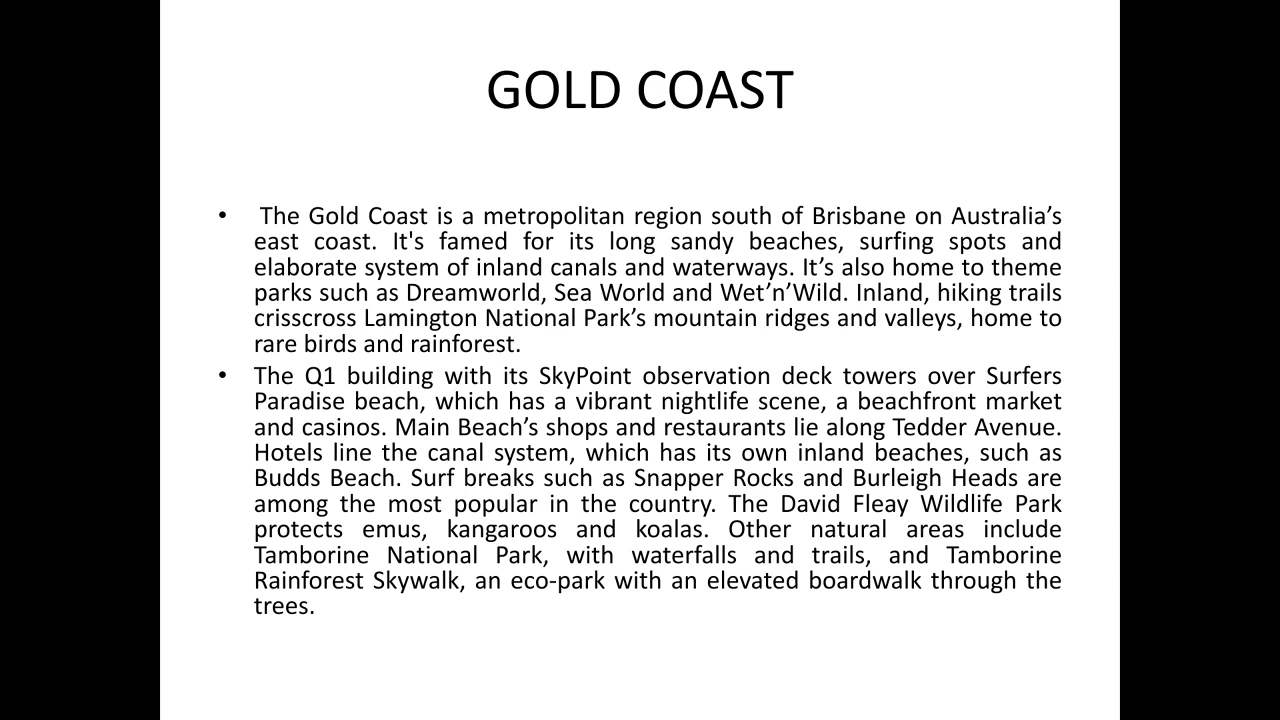 GOLD COAST
• The Gold Coast is a metropolitan region south of Brisbane on Australia’s
east coast. It's famed for its long sandy beaches, surfing spots and
elaborate system of inland canals and waterways. It’s also home to theme
parks such as Dreamworld, Sea World and Wet’n’Wild. Inland, hiking trails
crisscross Lamington National Park’s mountain ridges and valleys, home to
rare birds and rainforest.
• The Q1 building with its SkyPoint observation deck towers over Surfers
Paradise beach, which has a vibrant nightlife scene, a beachfront market
and casinos. Main Beach’s shops and restaurants lie along Tedder Avenue.
Hotels line the canal system, which has its own inland beaches, such as
Budds Beach. Surf breaks such as Snapper Rocks and Burleigh Heads are
among the most popular in the country. The David Fleay Wildlife Park
protects emus, kangaroos and koalas. Other natural areas include
Tamborine National Park, with waterfalls and trails, and Tamborine
Rainforest Skywalk, an eco-park with an elevated boardwalk through the
trees.